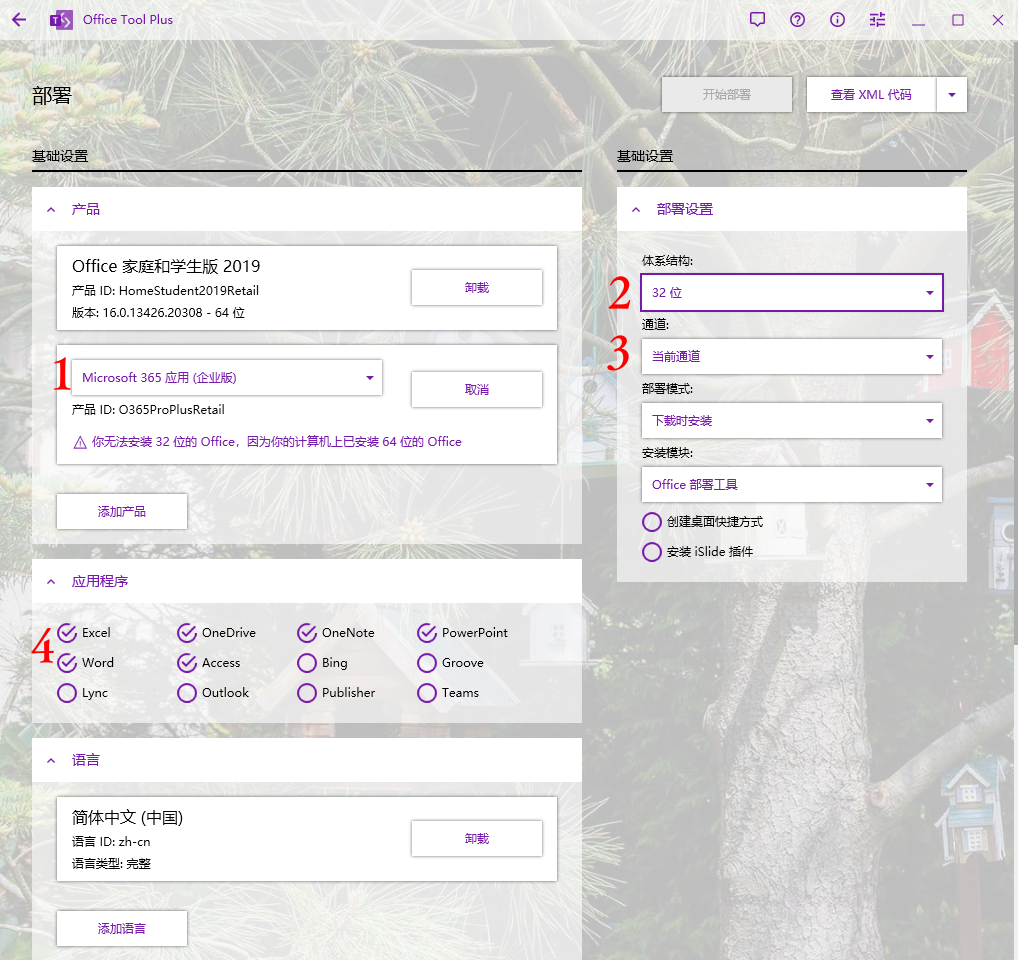 Office Tool Plus
部署
开始部署
查看 XML 代码
基础设置
产品
Office 家庭和学生版 2019
产品 ID: HomeStudent2019Retail
版本: 16.0.13426.20308 - 64 位
卸载
1
Microsoft 365 应用 (企业版)
产品 ID: O365ProPlusRetail
取消
你无法安装 32 位的 Office，因为你的计算机上已安装 64 位的 Office
添加产品
应用程序
4
Excel OneDrive OneNote PowerPoint
Word Access Bing Groove
Lync Outlook Publisher Teams
语言
简体中文 (中国)
语言 ID: zh-cn
语言类型: 完整
卸载
添加语言
基础设置
部署设置
体系结构:
2
32 位
通道:
3
当前通道
部署模式:
下载时安装
安装模块:
Office 部署工具
创建桌面快捷方式
安装 iSlide 插件